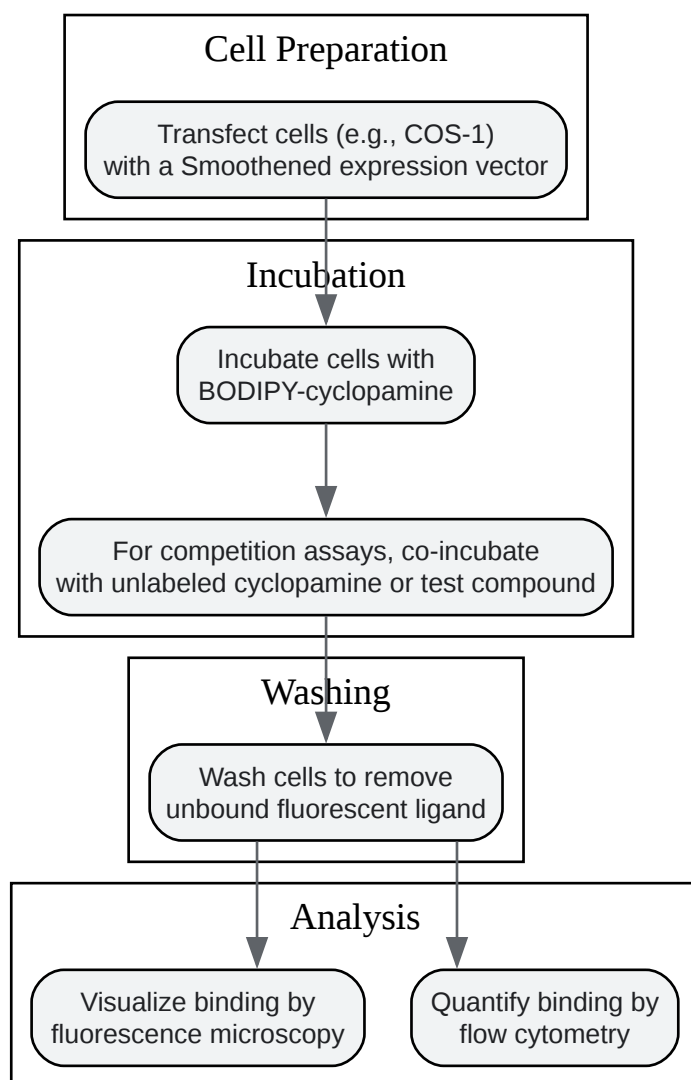 Cell Preparation
Transfect cells (e.g., COS-1)
with a Smoothened expression vector
Incubation
Incubate cells with
BODIPY-cyclopamine
For competition assays, co-incubate
with unlabeled cyclopamine or test compound
Washing
Wash cells to remove
unbound fluorescent ligand
Analysis
Visualize binding by
fluorescence microscopy
Quantify binding by
flow cytometry